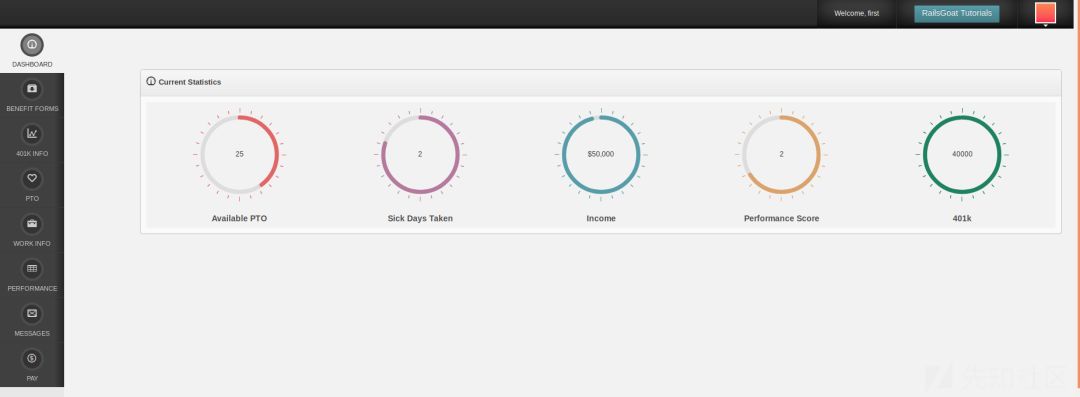 Welcome, first
RailsGoat Tutorials
DASHBOARD
BENEFIT FORMS
401K INFO
PTO
WORK INFO
PERFORMANCE
MESSAGES
PAY
Current Statistics
25
2
$50,000
2
40000
Available PTO
Sick Days Taken
Income
Performance Score
401k
先知社区